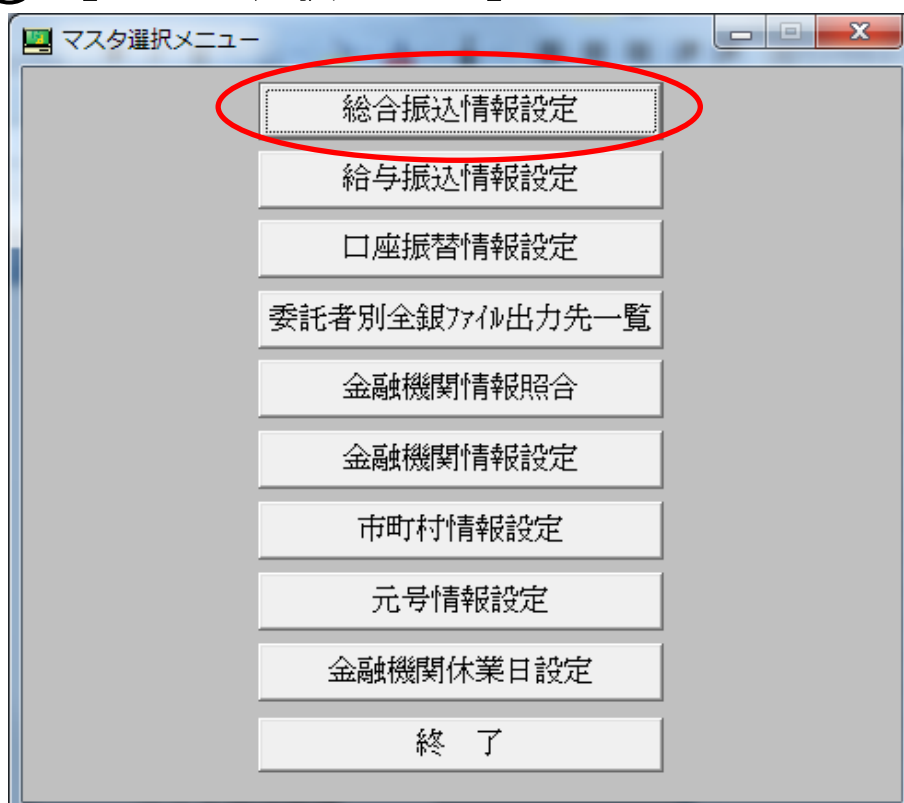 マスタ選択メニュー
総合振込情報設定
給与振込情報設定
口座振替情報設定
委託者別全銀ﾌｧｲﾙ出力先一覧
金融機関情報照合
金融機関情報設定
市町村情報設定
元号情報設定
金融機関休業日設定
終　了